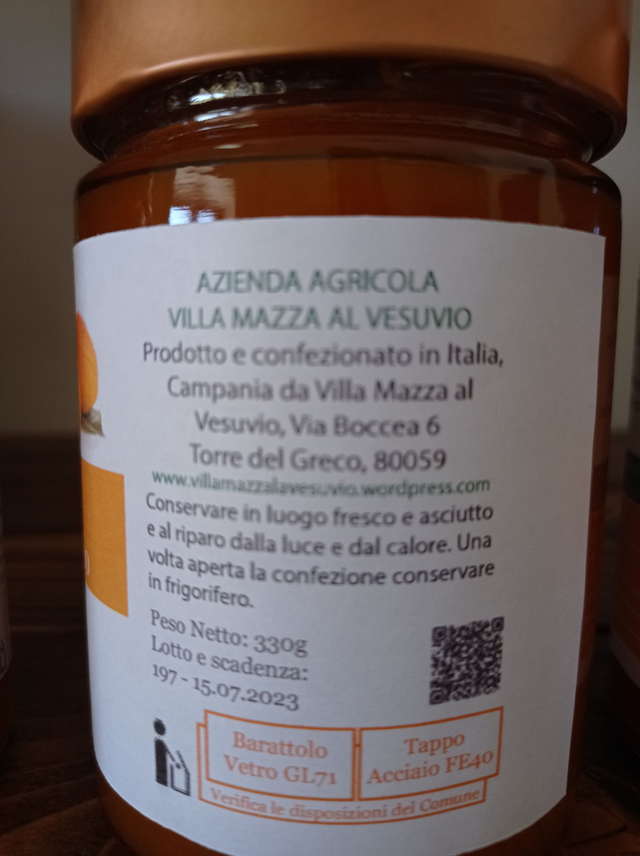 AZIENDA AGRICOLA
VILLA MAZZA AL VESUVIO
Prodotto e confezionato in Italia,
Campania da Villa Mazza al
Vesuvio, Via Boccea 6
Torre del Greco, 80059
www.villamazzalavesuvio.wordpress.com
Conservare in luogo fresco e asciutto
e al riparo dalla luce e dal calore. Una
volta aperta la confezione conservare
in frigorifero.
Peso Netto: 330g
Lotto e scadenza:
197 - 15.07.2023
Barattolo
Vetro GL71
Tappo
Acciaio FE40
Verifica le disposizioni del Comune